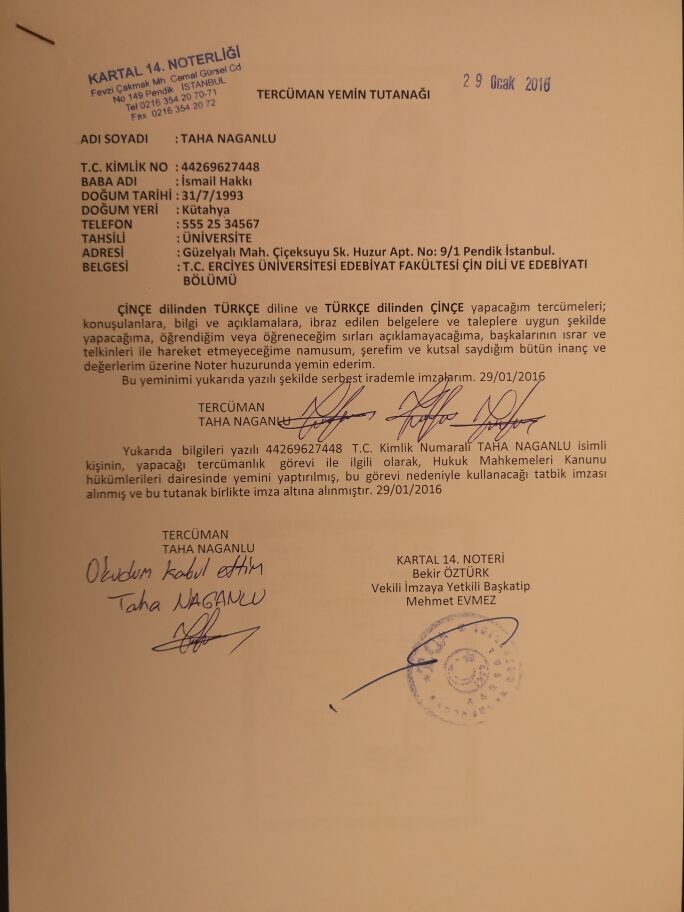 KARTAL 14. NOTERLİĞİ
Fevzi Çakmak Mh Cemal Gürsel Cd
No 149 Pendik İSTANBUL
Tel 0216 354 20 70-71
Fax 0216 354 20 72
29 Ocak 2016
TERCÜMAN YEMİN TUTANAĞI
ADI SOYADI : TAHA NAGANLU
T.C. KİMLİK NO : 44269627448
BABA ADI : İsmail Hakkı
DOĞUM TARİHİ : 31/7/1993
DOĞUM YERİ : Kütahya
TELEFON : 555 25 34567
TAHSİLİ : ÜNİVERSİTE
ADRESİ : Güzelyalı Mah. Çiçeksuyu Sk. Huzur Apt. No: 9/1 Pendik İstanbul.
BELGESİ : T.C. ERCİYES ÜNİVERSİTESİ EDEBİYAT FAKÜLTESİ ÇİN DİLİ VE EDEBİYATI
BÖLÜMÜ
ÇİNÇE dilinden TÜRKÇE diline ve TÜRKÇE dilinden ÇİNÇE yapacağım tercümeleri;
konuşulanlara, bilgi ve açıklamalara, ibraz edilen belgelere ve taleplere uygun şekilde
yapacağıma, öğrendiğim veya öğreneceğim sırları açıklamayacağıma, başkalarının ısrar ve
telkinleri ile hareket etmeyeceğime namusum, şerefim ve kutsal saydığım bütün inanç ve
değerlerim üzerine Noter huzurunda yemin ederim.
Bu yeminimi yukarıda yazılı şekilde serbest irademle imzalarım. 29/01/2016
TERCÜMAN
TAHA NAGANLU
Yukarıda bilgileri yazılı 44269627448 T.C. Kimlik Numaralı TAHA NAGANLU isimli
kişinin, yapacağı tercümanlık görevi ile ilgili olarak, Hukuk Mahkemeleri Kanunu
hükümlerileri dairesinde yemini yaptırılmış, bu görevi nedeniyle kullanacağı tatbik imzası
alınmış ve bu tutanak birlikte imza altına alınmıştır. 29/01/2016
TERCÜMAN
TAHA NAGANLU
Okudum kabul ettim
Taha NAGANLU
KARTAL 14. NOTERİ
Bekir ÖZTÜRK
Vekili İmzaya Yetkili Başkatip
Mehmet EVMEZ